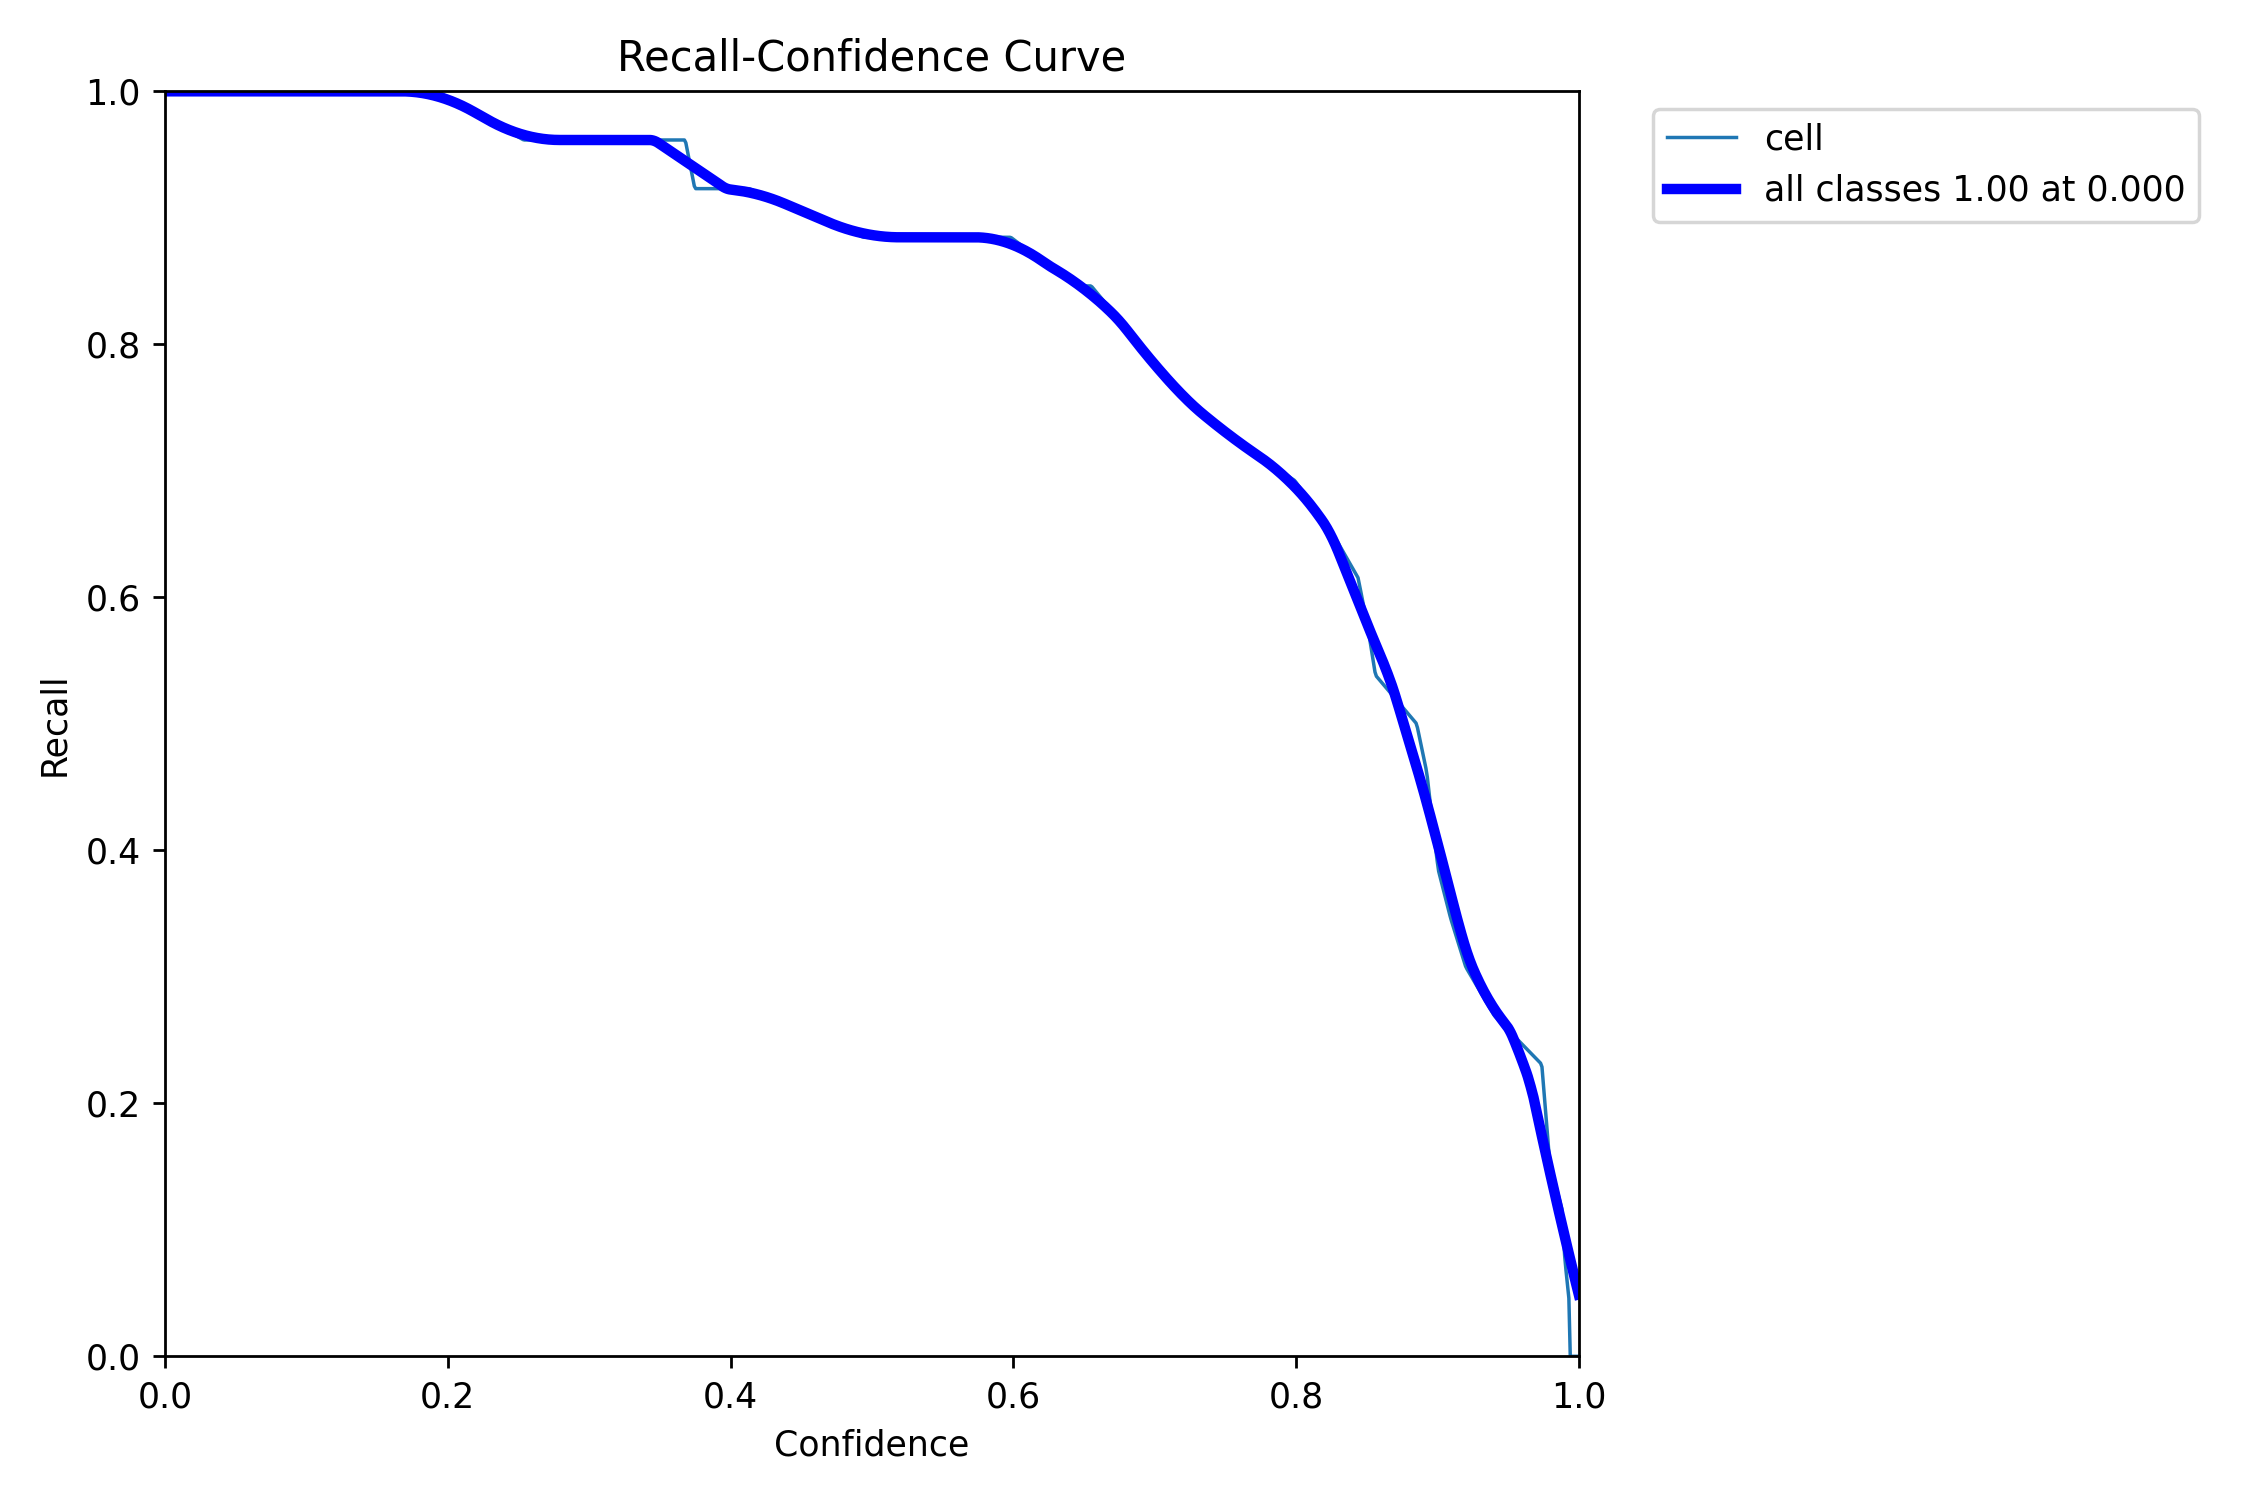 Recall-Confidence Curve
cell
all classes 1.00 at 0.000
1.0
0.8
0.6
0.4
0.2
0.0
Recall
0.0 0.2 0.4 0.6 0.8 1.0
Confidence